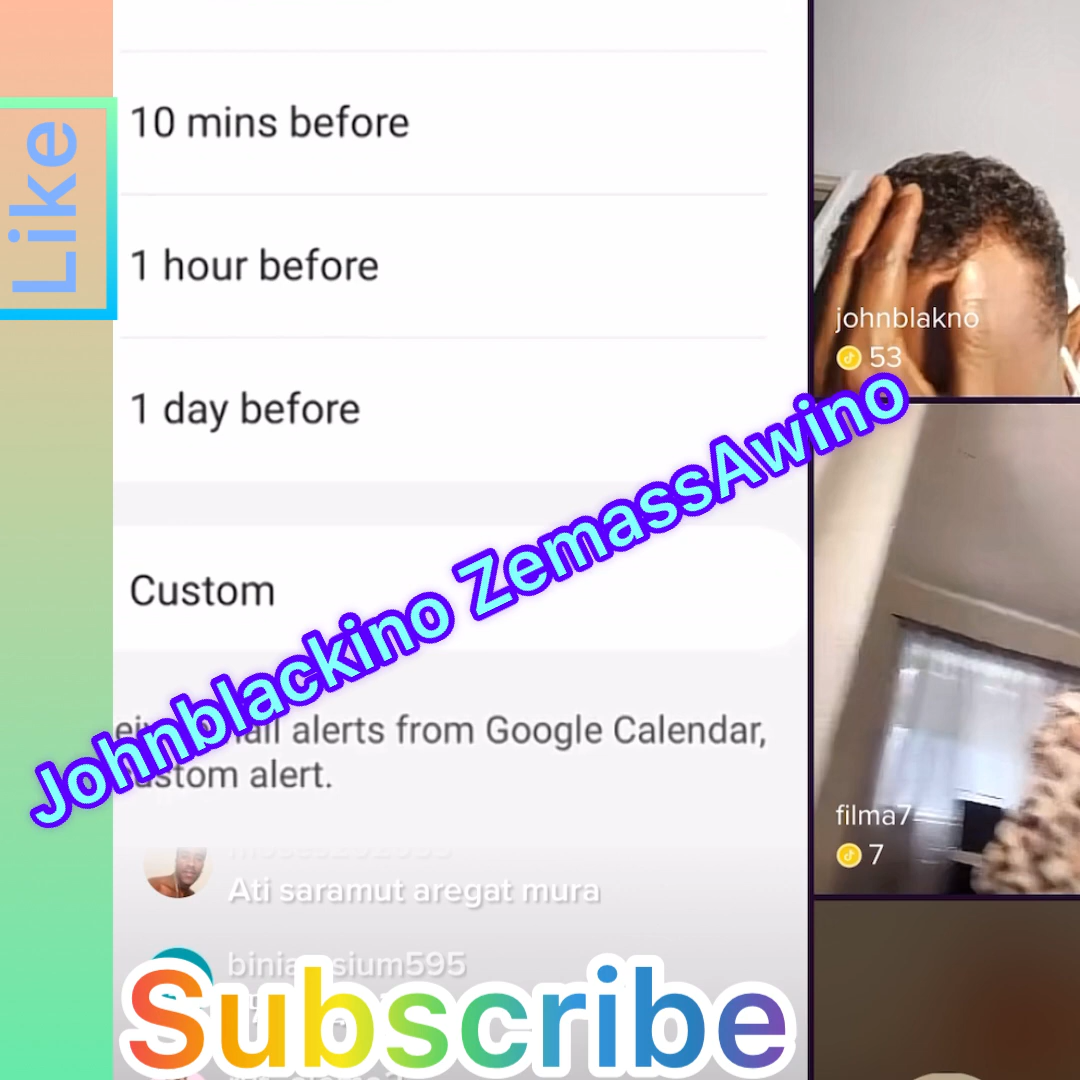 Like
10 mins before
1 hour before
1 day before
Custom
alerts from Google Calendar,
alert.
Johnblackino ZemassAwino
Ati saramut aregat mura
Subscribe
johnblakno
53
filma7
7